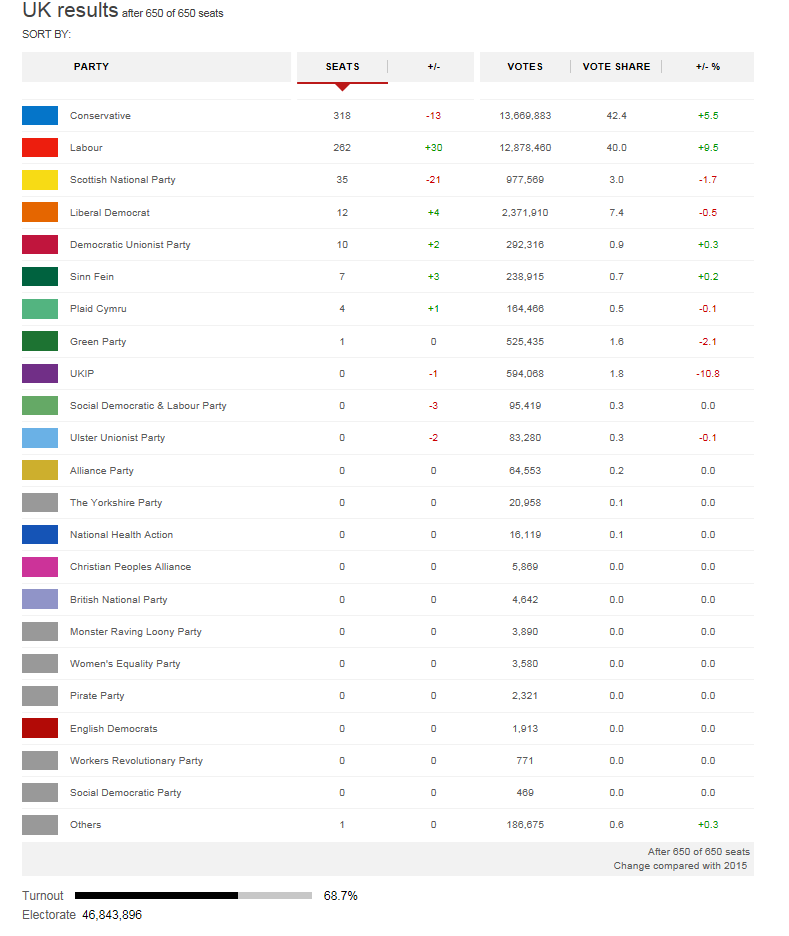 UK results after 650 of 650 seats
SORT BY:
PARTY SEATS +/- VOTES VOTE SHARE +/- %
Conservative 318 -13 13,669,883 42.4 +5.5
Labour 262 +30 12,878,460 40.0 +9.5
Scottish National Party 35 -21 977,569 3.0 -1.7
Liberal Democrat 12 +4 2,371,910 7.4 -0.5
Democratic Unionist Party 10 +2 292,316 0.9 +0.3
Sinn Fein 7 +3 238,915 0.7 +0.2
Plaid Cymru 4 +1 164,466 0.5 -0.1
Green Party 1 0 525,435 1.6 -2.1
UKIP 0 -1 594,068 1.8 -10.8
Social Democratic & Labour Party 0 -3 95,419 0.3 0.0
Ulster Unionist Party 0 -2 83,280 0.3 -0.1
Alliance Party 0 0 64,553 0.2 0.0
The Yorkshire Party 0 0 20,958 0.1 0.0
National Health Action 0 0 16,119 0.1 0.0
Christian Peoples Alliance 0 0 5,869 0.0 0.0
British National Party 0 0 4,642 0.0 0.0
Monster Raving Loony Party 0 0 3,890 0.0 0.0
Women's Equality Party 0 0 3,580 0.0 0.0
Pirate Party 0 0 2,321 0.0 0.0
English Democrats 0 0 1,913 0.0 0.0
Workers Revolutionary Party 0 0 771 0.0 0.0
Social Democratic Party 0 0 469 0.0 0.0
Others 1 0 186,675 0.6 +0.3
After 650 of 650 seats
Change compared with 2015
Turnout 68.7%
Electorate 46,843,896